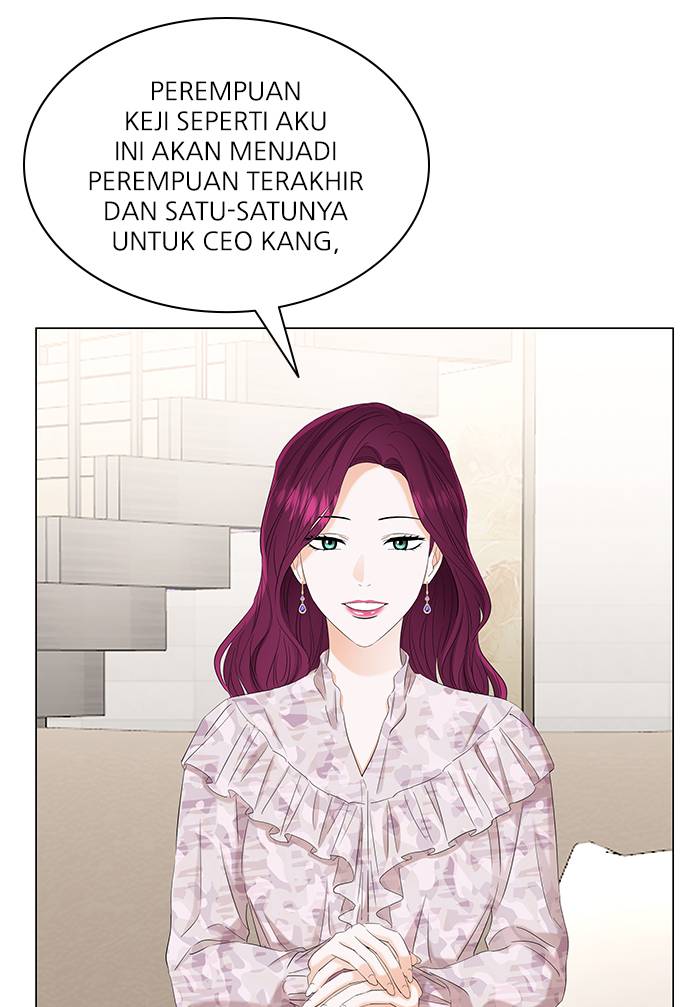 PEREMPUAN
KEJI SEPERTI AKU
INI AKAN MENJADI
PEREMPUAN TERAKHIR
DAN SATU-SATUNYA
UNTUK CEO KANG,